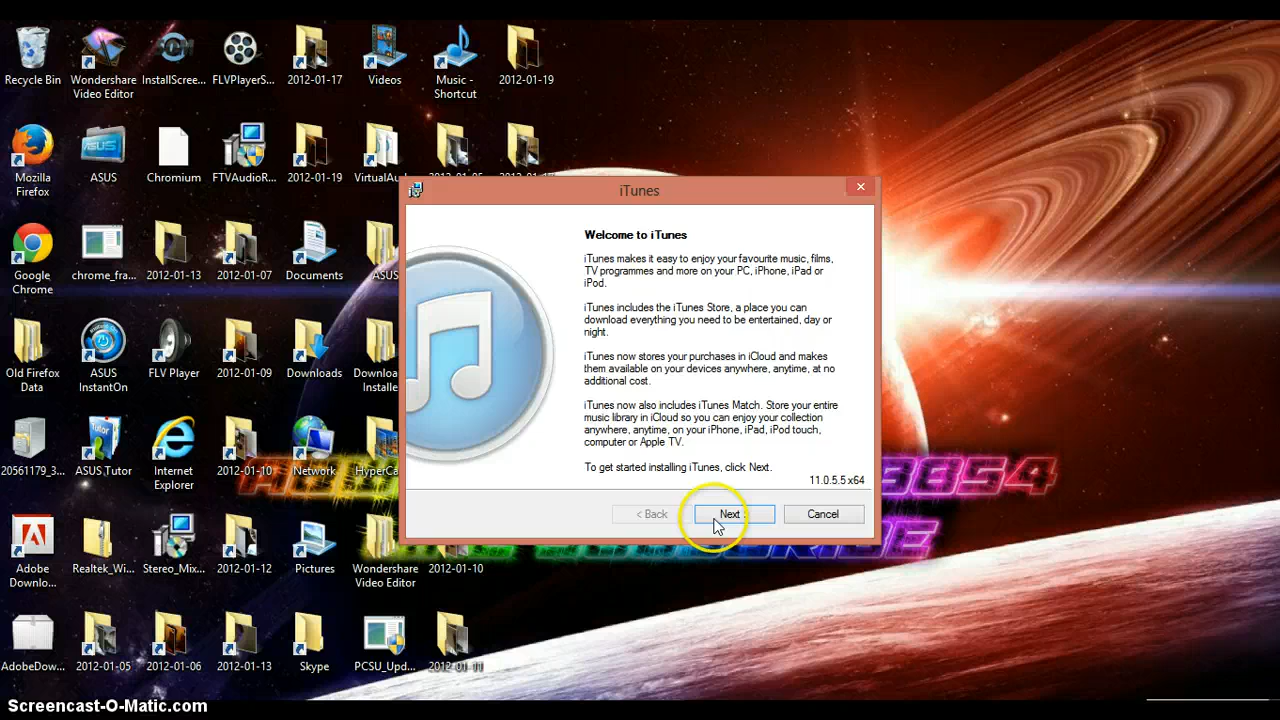 Recycle Bin
Wondershare Video Editor
InstallScree...
FLVPlayerS...
2012-01-17
Videos
Music - Shortcut
2012-01-19
Mozilla Firefox
ASUS
Chromium
FTVAudioR...
2012-01-19
VirtualAu
Google Chrome
chrome_fra...
2012-01-13
2012-01-07
Documents
ASUS
Old Firefox Data
ASUS InstantOn
FLV Player
2012-01-09
Downloads
Downloa
Installe
20561179_3...
ASUS Tutor
Internet Explorer
2012-01-10
Network
HyperCa
Adobe Downlo...
Realtek_Wi...
Stereo_Mix...
2012-01-12
Pictures
Wondershare Video Editor
2012-01-10
AdobeDow...
2012-01-05
2012-01-06
2012-01-13
Skype
PCSU_Upd...
2012-01-11
iTunes
Welcome to iTunes
iTunes makes it easy to enjoy your favourite music, films,
TV programmes and more on your PC, iPhone, iPad or
iPod.
iTunes includes the iTunes Store, a place you can
download everything you need to be entertained, day or
night.
iTunes now stores your purchases in iCloud and makes
them available on your devices anywhere, anytime, at no
additional cost.
iTunes now also includes iTunes Match. Store your entire
music library in iCloud so you can enjoy your collection
anywhere, anytime, on your iPhone, iPad, iPod touch,
computer or Apple TV.
To get started installing iTunes, click Next.
11.0.5.5 x64
< Back
Next
Cancel
Screencast-O-Matic.com